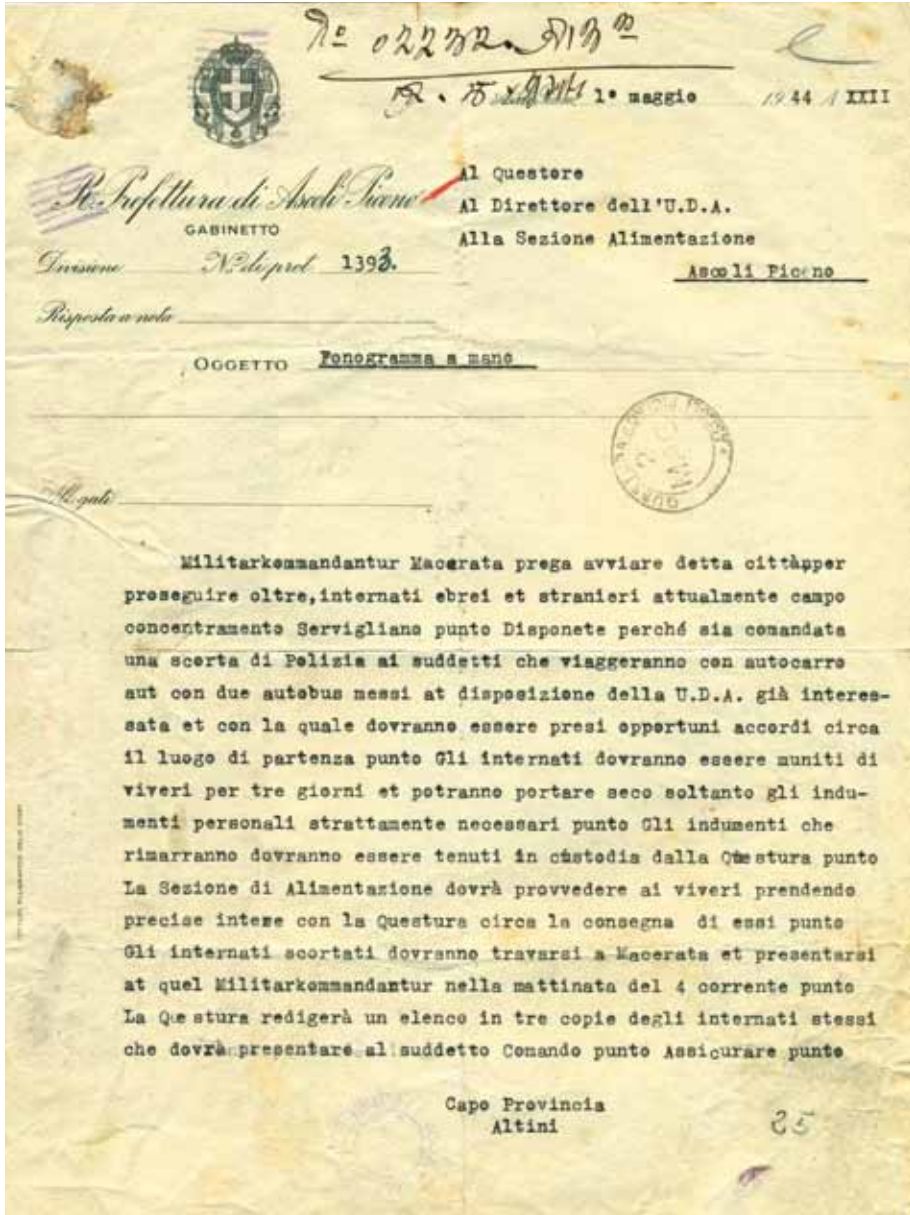 Nº 02232
1º maggio 1944 XXII
R. Prefettura di Ascoli Piceno
GABINETTO
Divisione Nº di prot. 1393.
Risposta a nota
Al Questore
Al Direttore dell'U.D.A.
Alla Sezione Alimentazione
Ascoli Piceno
OGGETTO Fonogramma a mano
Allegati
Militarkommandantur Macerata prega avviare detta cittàpper
proseguire oltre,internati ebrei et stranieri attualmente campo
concentramento Servigliano punto Disponete perché sia comandata
una scorta di Polizia ai suddetti che viaggeranno con autocarro
aut con due autobus messi at disposizione della U.D.A. già interes-
sata et con la quale dovranno essere presi opportuni accordi circa
il luogo di partenza punto Gli internati dovranno essere muniti di
viveri per tre giorni et potranno portare seco soltanto gli indu-
menti personali strattamente necessari punto Gli indumenti che
rimarranno dovranno essere tenuti in custodia dalla Questura punto
La Sezione di Alimentazione dovrà provvedere ai viveri prendendo
precise intese con la Questura circa la consegna di essi punto
Gli internati scortati dovranno travarsi a Macerata et presentarsi
at quel Militarkommandantur nella mattinata del 4 corrente punto
La Questura redigerà un elenco in tre copie degli internati stessi
che dovrà presentare al suddetto Comando punto Assicurare punto
Capo Provincia
Altini
25